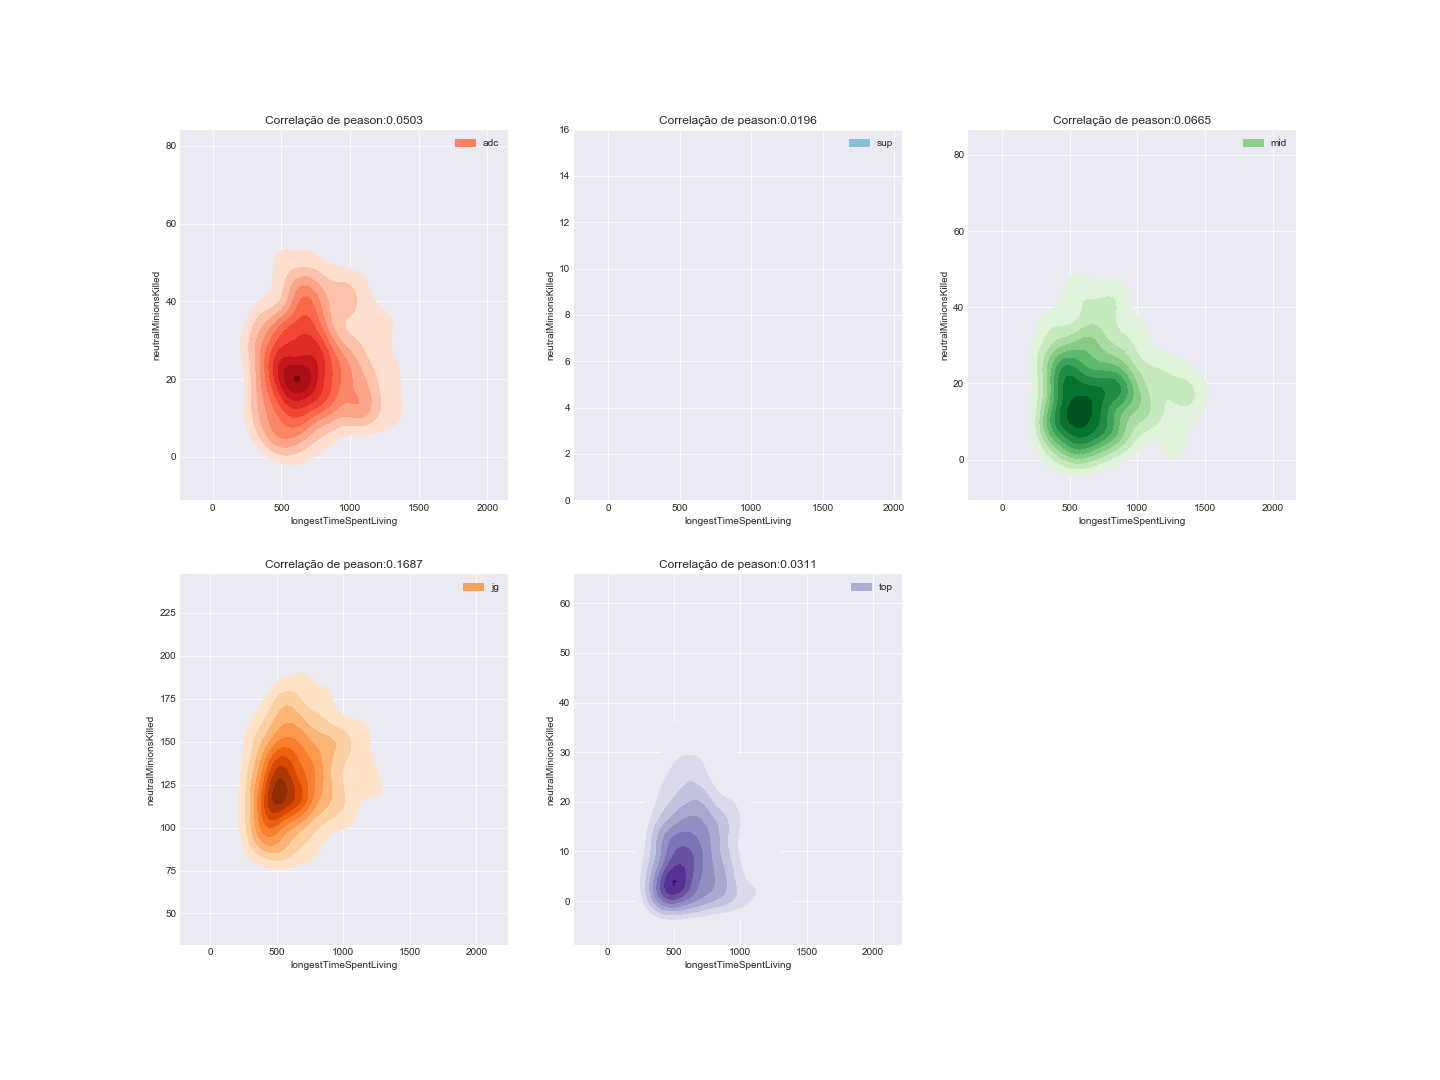 Correlação de peason:0.0503
adc
80
60
40
20
0
neutralMinionsKilled
0 500 1000 1500 2000
longestTimeSpentLiving
Correlação de peason:0.0196
sup
16
14
12
10
8
6
4
2
0
neutralMinionsKilled
0 500 1000 1500 2000
longestTimeSpentLiving
Correlação de peason:0.0665
mid
80
60
40
20
0
neutralMinionsKilled
0 500 1000 1500 2000
longestTimeSpentLiving
Correlação de peason:0.1687
jg
225
200
175
150
125
100
75
50
neutralMinionsKilled
0 500 1000 1500 2000
longestTimeSpentLiving
Correlação de peason:0.0311
top
60
50
40
30
20
10
0
neutralMinionsKilled
0 500 1000 1500 2000
longestTimeSpentLiving